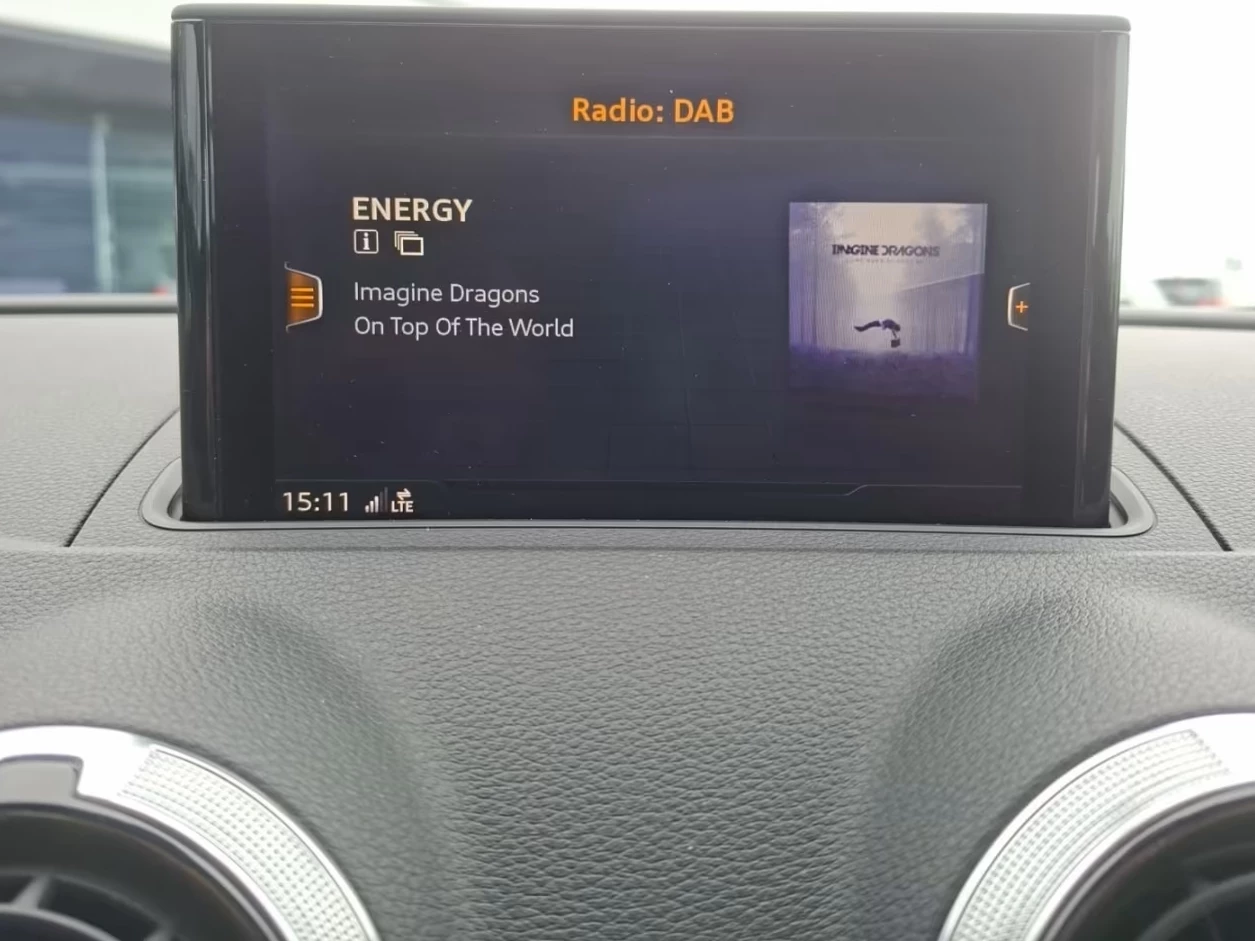 Radio: DAB
ENERGY
Imagine Dragons
On Top Of The World
IMAGINE DRAGONS
15:11
LTE